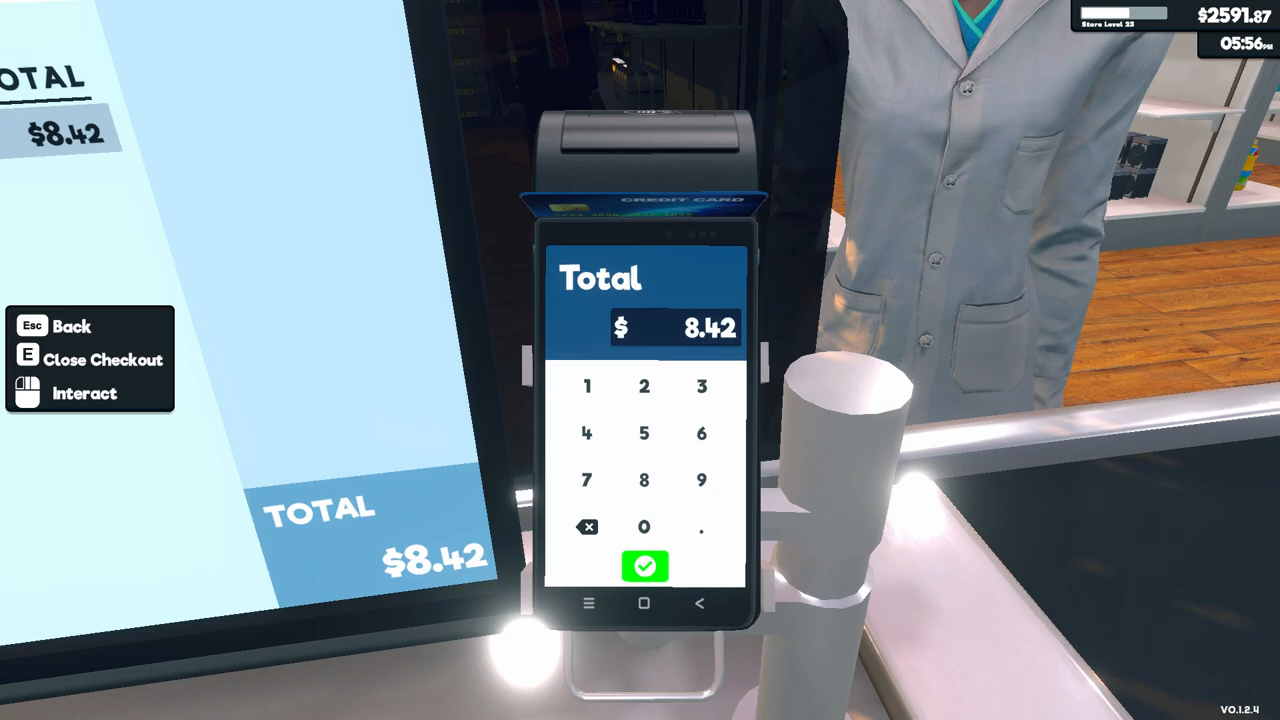 OTAL
$8.42
TOTAL
$8.42
Esc Back
E Close Checkout
Interact
CREDIT CARD
Total
$ 8.42
1 2 3
4 5 6
7 8 9
0 .
Store Level 23
$2591.87
05:56PM
V0.1.2.4